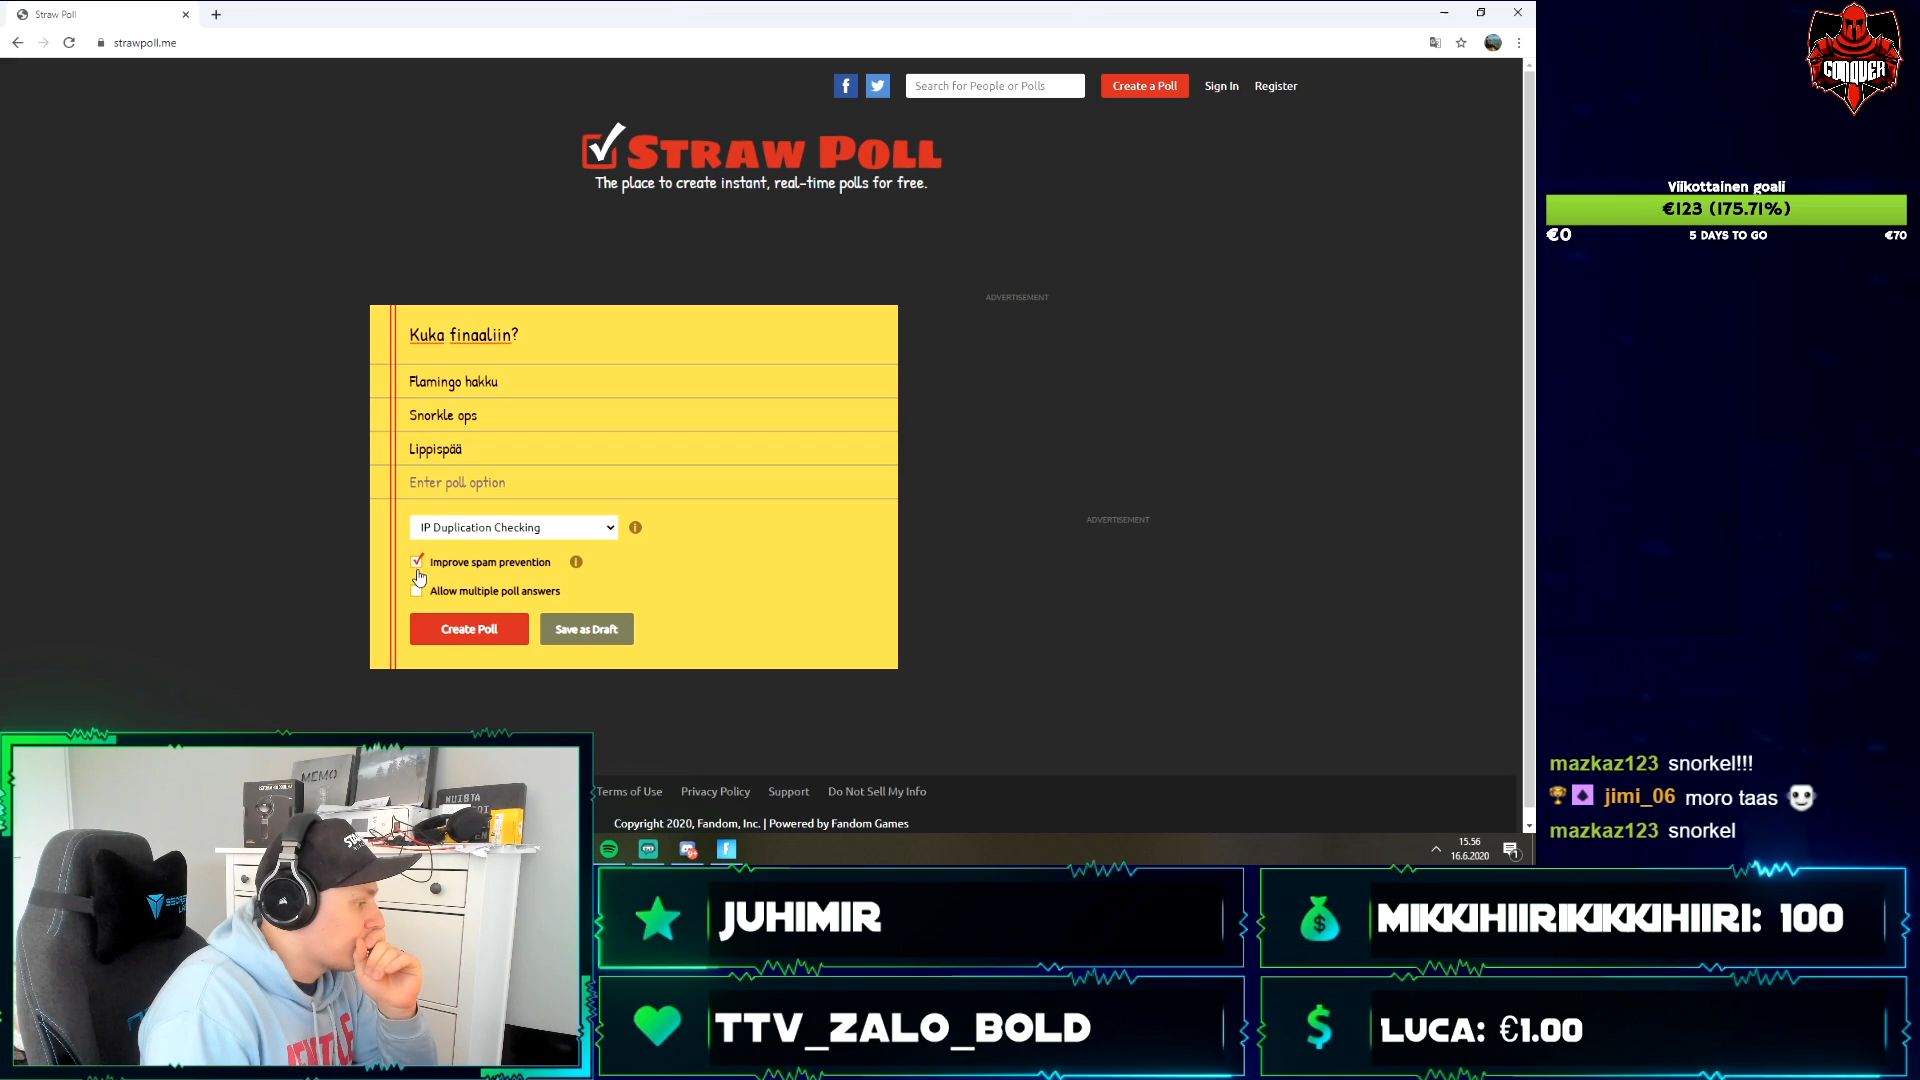 Straw Poll
strawpoll.me
Search for People or Polls
Create a Poll
Sign In
Register
STRAW POLL
The place to create instant, real-time polls for free.
CONQUER
Viikottainen goali
€123 (175.71%)
€0
5 DAYS TO GO
€70
ADVERTISEMENT
Kuka finaaliin?
Flamingo hakku
Snorkle ops
Lippispää
Enter poll option
IP Duplication Checking
ADVERTISEMENT
Improve spam prevention
Allow multiple poll answers
Create Poll
Save as Draft
mazkaz123 snorkel!!!
jimi_06 moro taas
mazkaz123 snorkel
Terms of Use
Privacy Policy
Support
Do Not Sell My Info
Copyright 2020, Fandom, Inc. | Powered by Fandom Games
15.56
16.6.2020
MEMO
MUISTA
JUHIMIR
MIKKIHIIRIKIKKIHIIRI: 100
TTV_ZALO_BOLD
LUCA: €1.00